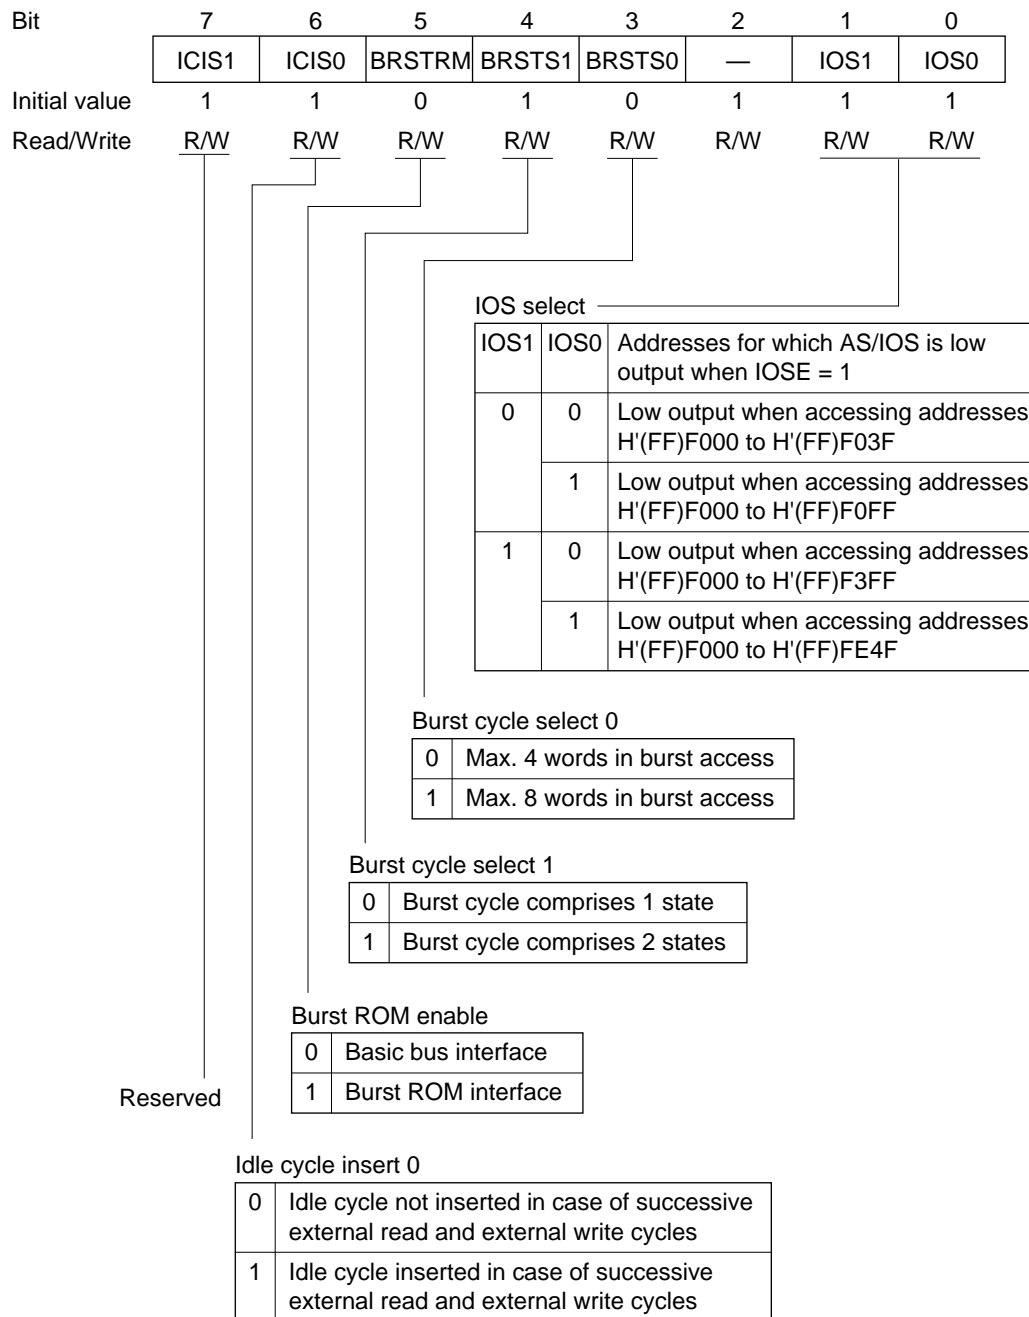 Bit 7 6 5 4 3 2 1 0
ICIS1 ICIS0 BRSTRM BRSTS1 BRSTS0 — IOS1 IOS0
Initial value 1 1 0 1 0 1 1 1
Read/Write R/W R/W R/W R/W R/W R/W R/W R/W
IOS select
IOS1 IOS0 Addresses for which AS/IOS is low
output when IOSE = 1
0 0 Low output when accessing addresses
H'(FF)F000 to H'(FF)F03F
1 Low output when accessing addresses
H'(FF)F000 to H'(FF)F0FF
1 0 Low output when accessing addresses
H'(FF)F000 to H'(FF)F3FF
1 Low output when accessing addresses
H'(FF)F000 to H'(FF)FE4F
Burst cycle select 0
0 Max. 4 words in burst access
1 Max. 8 words in burst access
Burst cycle select 1
0 Burst cycle comprises 1 state
1 Burst cycle comprises 2 states
Burst ROM enable
0 Basic bus interface
1 Burst ROM interface
Reserved
Idle cycle insert 0
0 Idle cycle not inserted in case of successive
external read and external write cycles
1 Idle cycle inserted in case of successive
external read and external write cycles